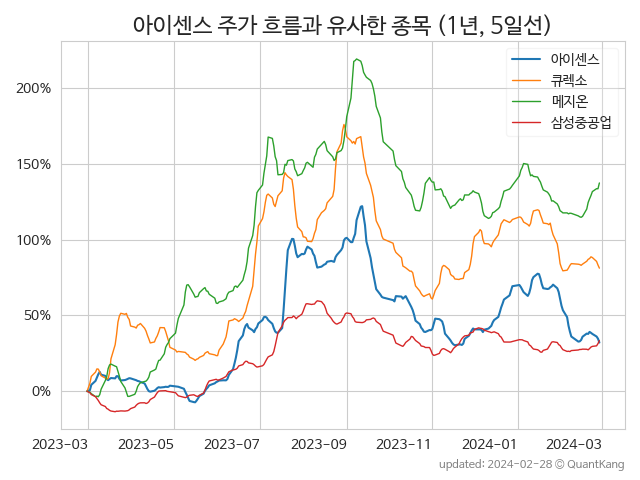 아이센스 주가 흐름과 유사한 종목 (1년, 5일선)
아이센스
큐렉소
메지온
삼성중공업
200%
150%
100%
50%
0%
2023-03 2023-05 2023-07 2023-09 2023-11 2024-01 2024-03
updated: 2024-02-28 © QuantKang